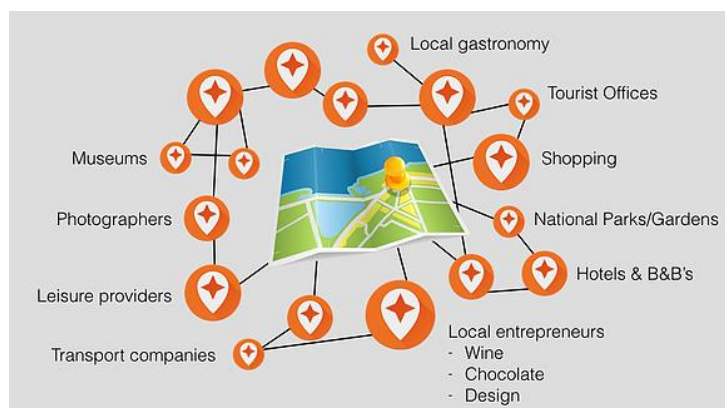 Local gastronomy
Tourist Offices
Museums
Shopping
Photographers
National Parks/Gardens
Leisure providers
Hotels & B&B's
Transport companies
Local entrepreneurs
- Wine
- Chocolate
- Design